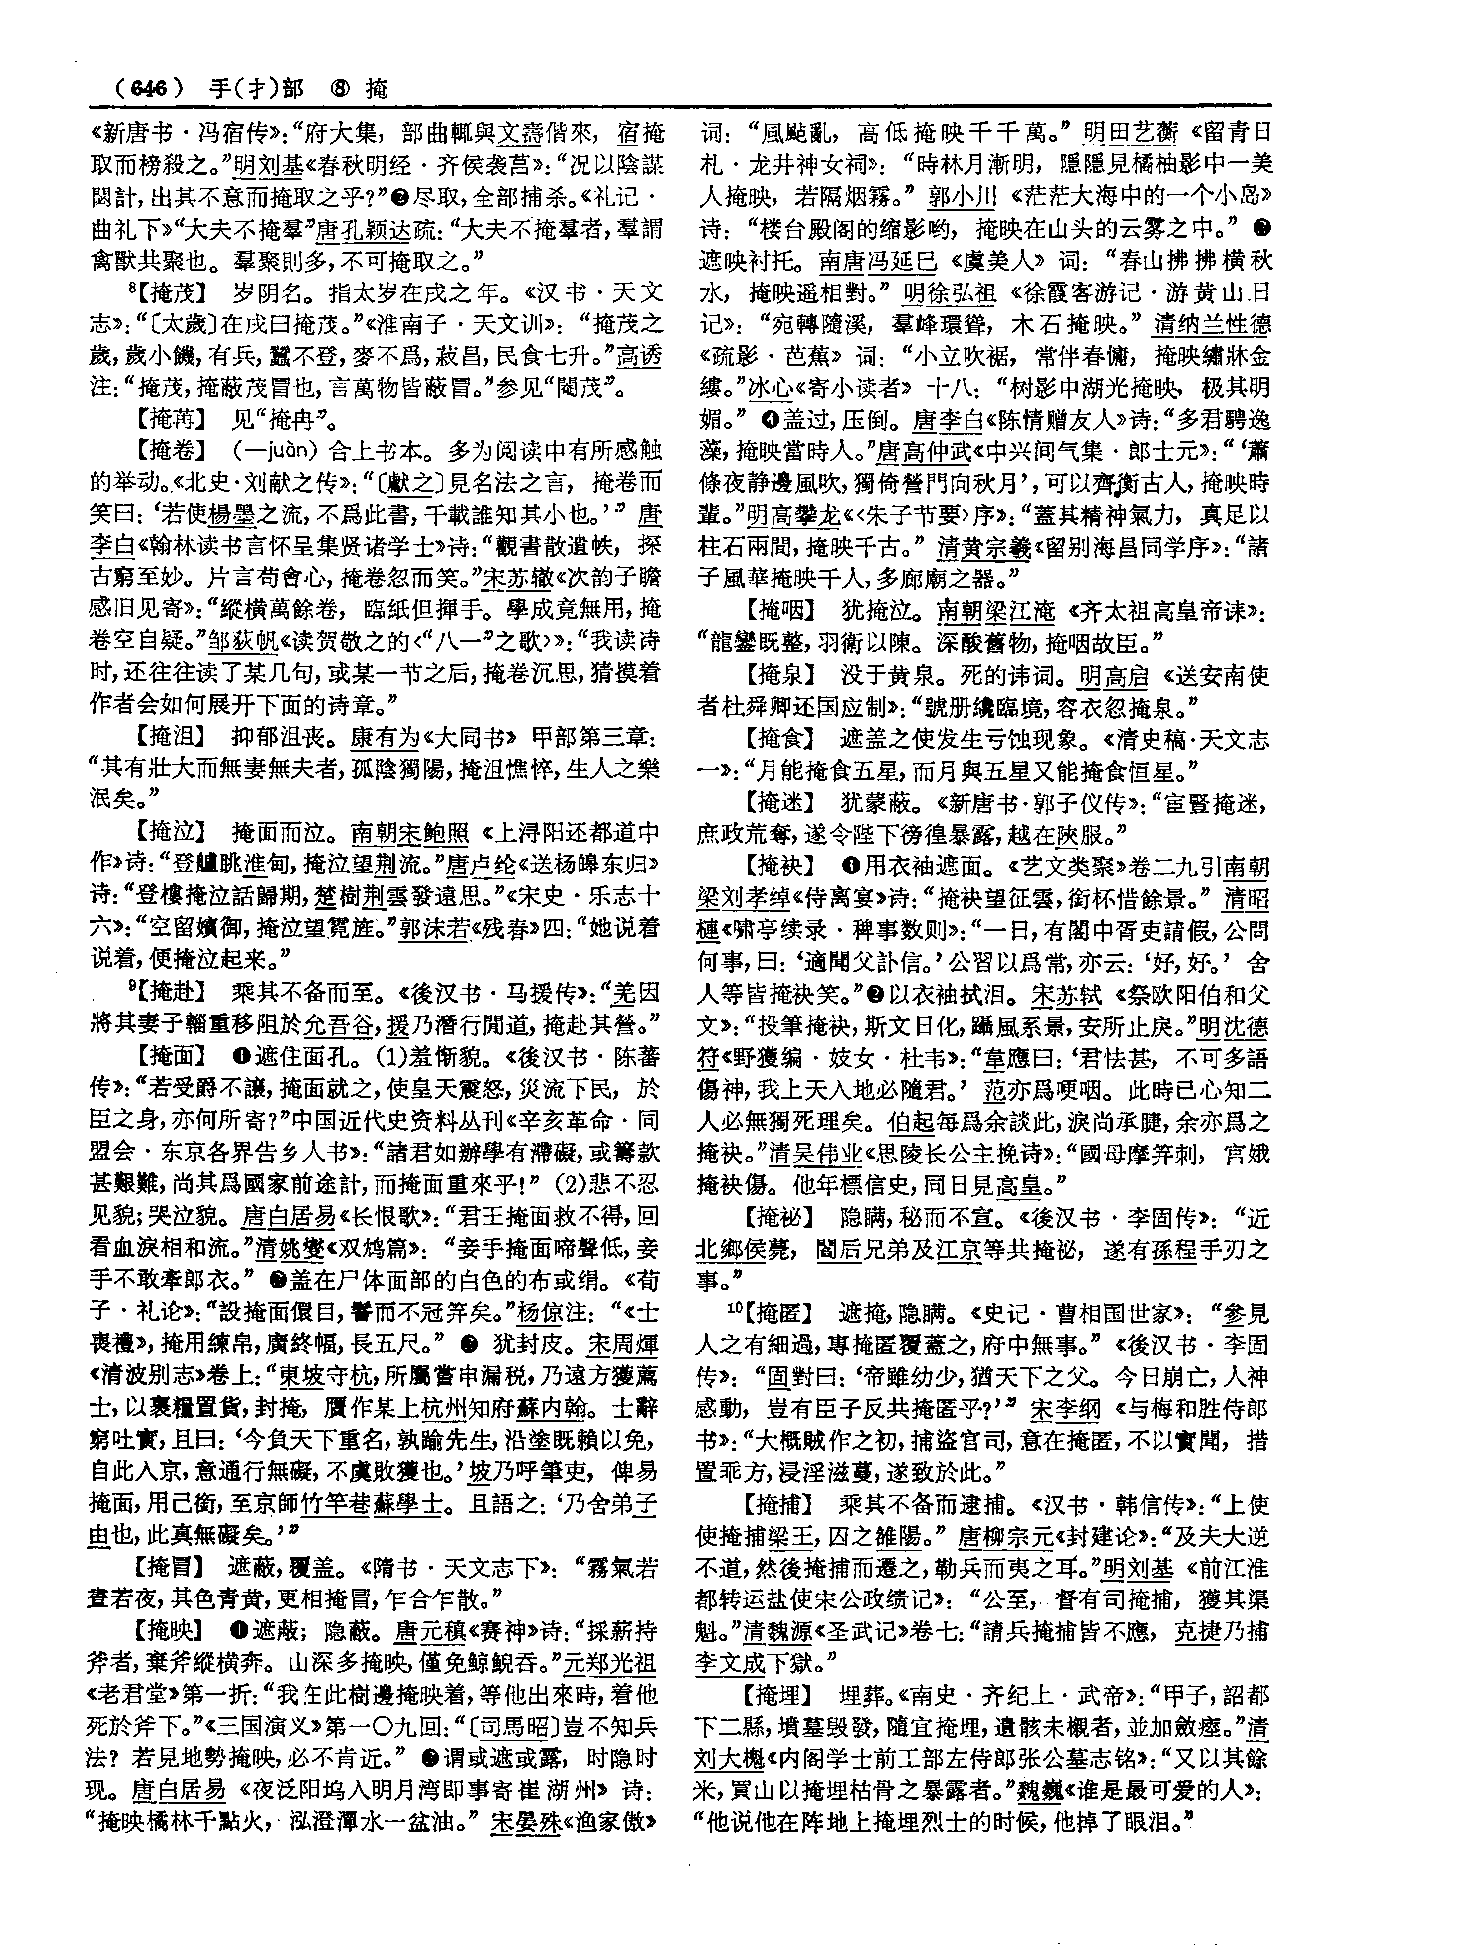 （646） 手(扌)部 ⑧ 掩
《新唐书·冯宿传》：“府大集，部曲輒與文壽偕來，宿掩
取而榜殺之。”明刘基《春秋明经·齐侯袭莒》：“况以陰謀
閟計，出其不意而掩取之乎？”❷尽取，全部捕杀。《礼记·
曲礼下》“大夫不掩羣”唐孔颖达疏：“大夫不掩羣者，羣謂
禽獸共聚也。羣聚則多，不可掩取之。”
⁸【掩茂】 岁阴名。指太岁在戌之年。《汉书·天文
志》：“〔太歲〕在戌曰掩茂。”《淮南子·天文训》：“掩茂之
歲，歲小饑，有兵，蠶不登，麥不爲，菽昌，民食七升。”高诱
注：“掩茂，掩蔽茂冒也，言萬物皆蔽冒。”参见“閹茂”。
【掩苒】 见“掩冉”。
【掩卷】 （—juàn）合上书本。多为阅读中有所感触
的举动。《北史·刘献之传》：“〔獻之〕見名法之言，掩卷而
笑曰：‘若使楊墨之流，不爲此書，千載誰知其小也。’” 唐
李白《翰林读书言怀呈集贤诸学士》诗：“觀書散遺帙，探
古窮至妙。片言苟會心，掩卷忽而笑。”宋苏辙《次韵子瞻
感旧见寄》：“縱横萬餘卷，臨紙但揮手。學成竟無用，掩
卷空自疑。”邹荻帆《读贺敬之的〈“八一”之歌〉》：“我读诗
时，还往往读了某几句，或某一节之后，掩卷沉思，猜摸着
作者会如何展开下面的诗章。”
【掩沮】 抑郁沮丧。康有为《大同书》甲部第三章：
“其有壯大而無妻無夫者，孤陰獨陽，掩沮憔悴，生人之樂
泯矣。”
【掩泣】 掩面而泣。南朝宋鲍照《上浔阳还都道中
作》诗：“登艫眺淮甸，掩泣望荆流。”唐卢纶《送杨皞东归》
诗：“登樓掩泣話歸期，楚樹荆雲發遠思。”《宋史·乐志十
六》：“空留嬪御，掩泣望霓旌。”郭沫若《残春》四：“她说着
说着，便掩泣起来。”
⁹【掩赴】 乘其不备而至。《後汉书·马援传》：“羌因
將其妻子輜重移阻於允吾谷，援乃潛行閒道，掩赴其營。”
【掩面】 ❶遮住面孔。（1）羞惭貌。《後汉书·陈蕃
传》：“若受爵不讓，掩面就之，使皇天震怒，災流下民，於
臣之身，亦何所寄？”中国近代史资料丛刊《辛亥革命·同
盟会·东京各界告乡人书》：“諸君如辦學有滯礙，或籌款
甚艱難，尚其爲國家前途計，而掩面重來乎！”（2）悲不忍
见貌；哭泣貌。唐白居易《长恨歌》：“君王掩面救不得，回
看血淚相和流。”清姚燮《双鸩篇》：“妾手掩面啼聲低，妾
手不敢牽郎衣。” ❷盖在尸体面部的白色的布或绢。《荀
子·礼论》：“設掩面儇目，鬠而不冠笄矣。”杨倞注：“《士
喪禮》，掩用練帛，廣終幅，長五尺。” ❸ 犹封皮。宋周煇
《清波别志》卷上：“東坡守杭，所屬嘗申漏税，乃遠方獲薦
士，以裹糧置貨，封掩，贋作某上杭州知府蘇内翰。士辭
窮吐實，且曰：‘今負天下重名，孰踰先生，沿塗既賴以免，
自此入京，意通行無礙，不虞敗獲也。’坡乃呼筆吏，俾易
掩面，用己銜，至京師竹竿巷蘇學士。且語之：‘乃舍弟子
由也，此真無礙矣。’”
【掩冒】 遮蔽，覆盖。《隋书·天文志下》：“霧氣若
晝若夜，其色青黄，更相掩冒，乍合乍散。”
【掩映】 ❶遮蔽；隐蔽。唐元稹《赛神》诗：“採薪持
斧者，棄斧縱横奔。山深多掩映，僅免鯨鯢吞。”元郑光祖
《老君堂》第一折：“我在此樹邊掩映着，等他出來時，着他
死於斧下。”《三国演义》第一〇九回：“〔司馬昭〕豈不知兵
法？若見地勢掩映，必不肯近。” ❷谓或遮或露，时隐时
现。唐白居易《夜泛阳坞入明月湾即事寄崔湖州》诗：
“掩映橘林千點火，泓澄潭水一盆油。”宋晏殊《渔家傲》
词：“風颭亂，高低掩映千千萬。”明田艺蘅《留青日
札·龙井神女祠》：“時林月漸明，隱隱見橘柚影中一美
人掩映，若隔烟霧。”郭小川《茫茫大海中的一个小岛》
诗：“楼台殿阁的缩影哟，掩映在山头的云雾之中。” ❸
遮映衬托。南唐冯延巳《虞美人》词：“春山拂拂横秋
水，掩映遥相對。”明徐弘祖《徐霞客游记·游黄山日
记》：“宛轉隨溪，羣峰環聳，木石掩映。”清纳兰性德
《疏影·芭蕉》词：“小立吹裾，常伴春慵，掩映繡牀金
縷。”冰心《寄小读者》十八：“树影中湖光掩映，极其明
媚。” ❹盖过，压倒。唐李白《陈情赠友人》诗：“多君騁逸
藻，掩映當時人。”唐高仲武《中兴间气集·郎士元》：“‘蕭
條夜静邊風吹，獨倚營門向秋月’，可以齊衡古人，掩映時
輩。”明高攀龙《〈朱子节要〉序》：“蓋其精神氣力，真足以
柱石兩間，掩映千古。”清黄宗羲《留别海昌同学序》：“諸
子風華掩映千人，多廊廟之器。”
【掩咽】 犹掩泣。南朝梁江淹《齐太祖高皇帝诔》：
“龍鑾既整，羽衛以陳。深酸舊物，掩咽故臣。”
【掩泉】 没于黄泉。死的讳词。明高启《送安南使
者杜舜卿还国应制》：“號册纔臨境，容衣忽掩泉。”
【掩食】 遮盖之使发生亏蚀现象。《清史稿·天文志
一》：“月能掩食五星，而月與五星又能掩食恒星。”
【掩迷】 犹蒙蔽。《新唐书·郭子仪传》：“宦豎掩迷，
庶政荒奪，遂令陛下徬徨暴露，越在陝服。”
【掩袂】 ❶用衣袖遮面。《艺文类聚》卷二九引南朝
梁刘孝绰《侍离宴》诗：“掩袂望征雲，銜杯惜餘景。”清昭
槤《啸亭续录·稗事数则》：“一日，有閣中胥吏請假，公問
何事，曰：‘適聞父訃信。’公習以爲常，亦云：‘好，好。’舍
人等皆掩袂笑。”❷以衣袖拭泪。宋苏轼《祭欧阳伯和父
文》：“投筆掩袂，斯文日化，躡風系景，安所止戾。”明沈德
符《野獲编·妓女·杜韦》：“韋應曰：‘君怯甚，不可多語
傷神，我上天入地必隨君。’范亦爲哽咽。此時已心知二
人必無獨死理矣。伯起每爲余談此，淚尚承睫，余亦爲之
掩袂。”清吴伟业《思陵长公主挽诗》：“國母摩笄刺，宫娥
掩袂傷。他年標信史，同日見高皇。”
【掩祕】 隐瞒，秘而不宣。《後汉书·李固传》：“近
北鄉侯薨，閻后兄弟及江京等共掩祕，遂有孫程手刃之
事。”
¹⁰【掩匿】 遮掩，隐瞒。《史记·曹相国世家》：“參見
人之有細過，專掩匿覆蓋之，府中無事。”《後汉书·李固
传》：“固對曰：‘帝雖幼少，猶天下之父。今日崩亡，人神
感動，豈有臣子反共掩匿乎？’” 宋李纲《与梅和胜侍郎
书》：“大概賊作之初，捕盜官司，意在掩匿，不以實聞，措
置乖方，浸淫滋蔓，遂致於此。”
【掩捕】 乘其不备而逮捕。《汉书·韩信传》：“上使
使掩捕梁王，囚之雒陽。”唐柳宗元《封建论》：“及夫大逆
不道，然後掩捕而遷之，勒兵而夷之耳。”明刘基《前江淮
都转运盐使宋公政绩记》：“公至，督有司掩捕，獲其渠
魁。”清魏源《圣武记》卷七：“請兵掩捕皆不應，克捷乃捕
李文成下獄。”
【掩埋】 埋葬。《南史·齐纪上·武帝》：“甲子，詔都
下二縣，墳墓毁發，隨宜掩埋，遺骸未櫬者，並加斂瘞。”清
刘大櫆《内阁学士前工部左侍郎张公墓志铭》：“又以其餘
米，買山以掩埋枯骨之暴露者。”魏巍《谁是最可爱的人》：
“他说他在阵地上掩埋烈士的时候，他掉了眼泪。”